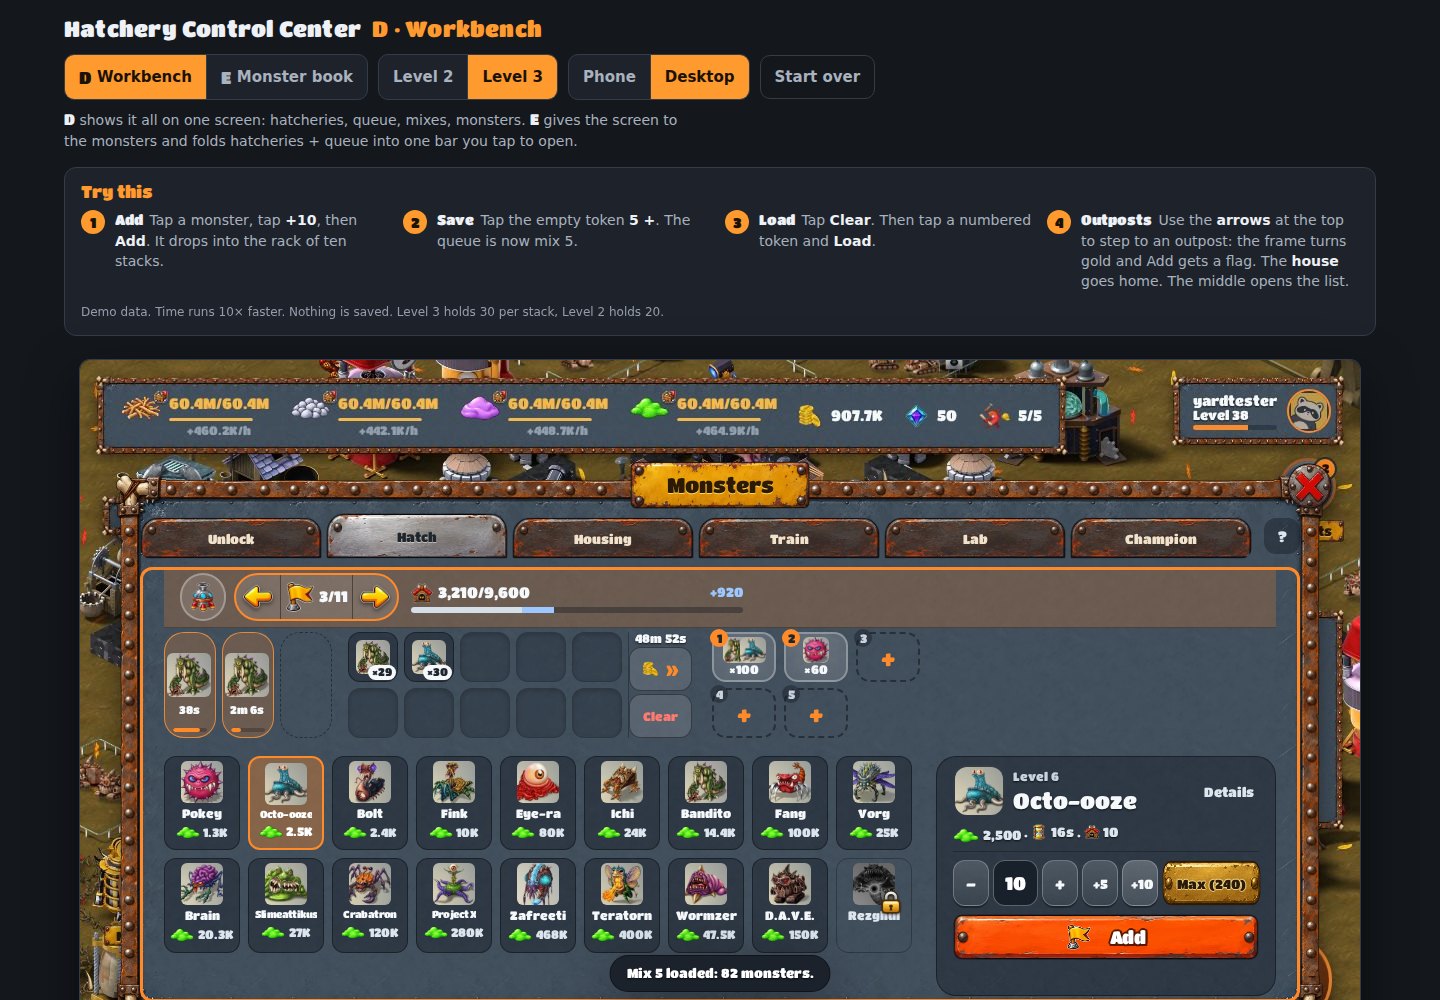 Hatchery Control Center D · Workbench
D Workbench E Monster book Level 2 Level 3 Phone Desktop Start over
D shows it all on one screen: hatcheries, queue, mixes, monsters. E gives the screen to
the monsters and folds hatcheries + queue into one bar you tap to open.
Try this
1 Add Tap a monster, tap +10, then
Add. It drops into the rack of ten
stacks.
2 Save Tap the empty token 5 +. The
queue is now mix 5.
3 Load Tap Clear. Then tap a numbered
token and Load.
4 Outposts Use the arrows at the top
to step to an outpost: the frame turns
gold and Add gets a flag. The house
goes home. The middle opens the list.
Demo data. Time runs 10× faster. Nothing is saved. Level 3 holds 30 per stack, Level 2 holds 20.
60.4M/60.4M 60.4M/60.4M 60.4M/60.4M 60.4M/60.4M 907.7K 50 5/5
+460.2K/h +442.1K/h +448.7K/h +464.9K/h
yardtester
Level 38
Monsters
Unlock Hatch Housing Train Lab Champion ?
ts
3/11 3,210/9,600 +920
38s 2m 6s
×29 ×30
48m 52s
»
Clear
1 ×100 2 ×60 3 +
4 + 5 +
Pokey Octo-ooze Bolt Fink Eye-ra Ichi Bandito Fang Vorg
1.3K 2.5K 2.4K 10K 80K 24K 14.4K 100K 25K
Brain Slimeattikus Crabatron Project X Zafreeti Teratorn Wormzer D.A.V.E. Rezghul
20.3K 27K 120K 280K 468K 400K 47.5K 150K
Level 6
Octo-ooze
Details
2,500 · 16s · 10
− 10 + +5 +10 Max (240)
Add
Mix 5 loaded: 82 monsters.